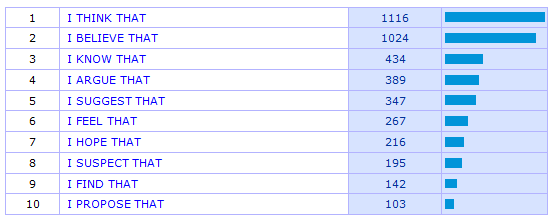 1 I THINK THAT 1116
2 I BELIEVE THAT 1024
3 I KNOW THAT 434
4 I ARGUE THAT 389
5 I SUGGEST THAT 347
6 I FEEL THAT 267
7 I HOPE THAT 216
8 I SUSPECT THAT 195
9 I FIND THAT 142
10 I PROPOSE THAT 103